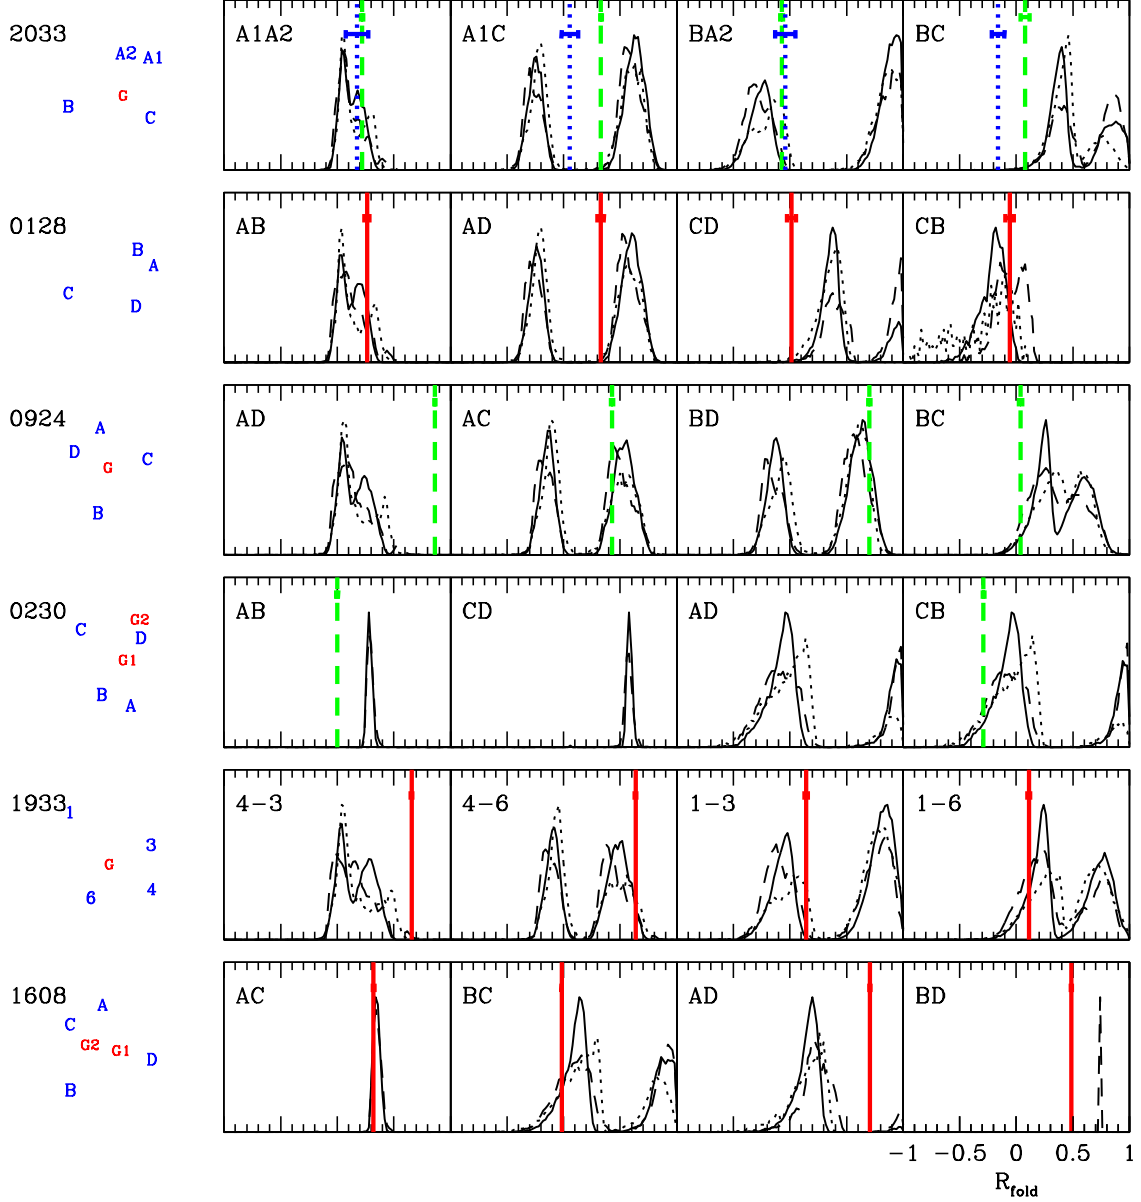 2033
A2 A1
B
G
C
A1A2
A1C
BA2
BC
0128
B
A
C
D
AB
AD
CD
CB
0924
A
D
C
G
B
AD
AC
BD
BC
0230
G2
C
D
G1
B
A
AB
CD
AD
CB
1933
1
3
G
4
6
4-3
4-6
1-3
1-6
1608
A
C
G2
G1
D
B
AC
BC
AD
BD
-1 -0.5 0 0.5 1
Rfold